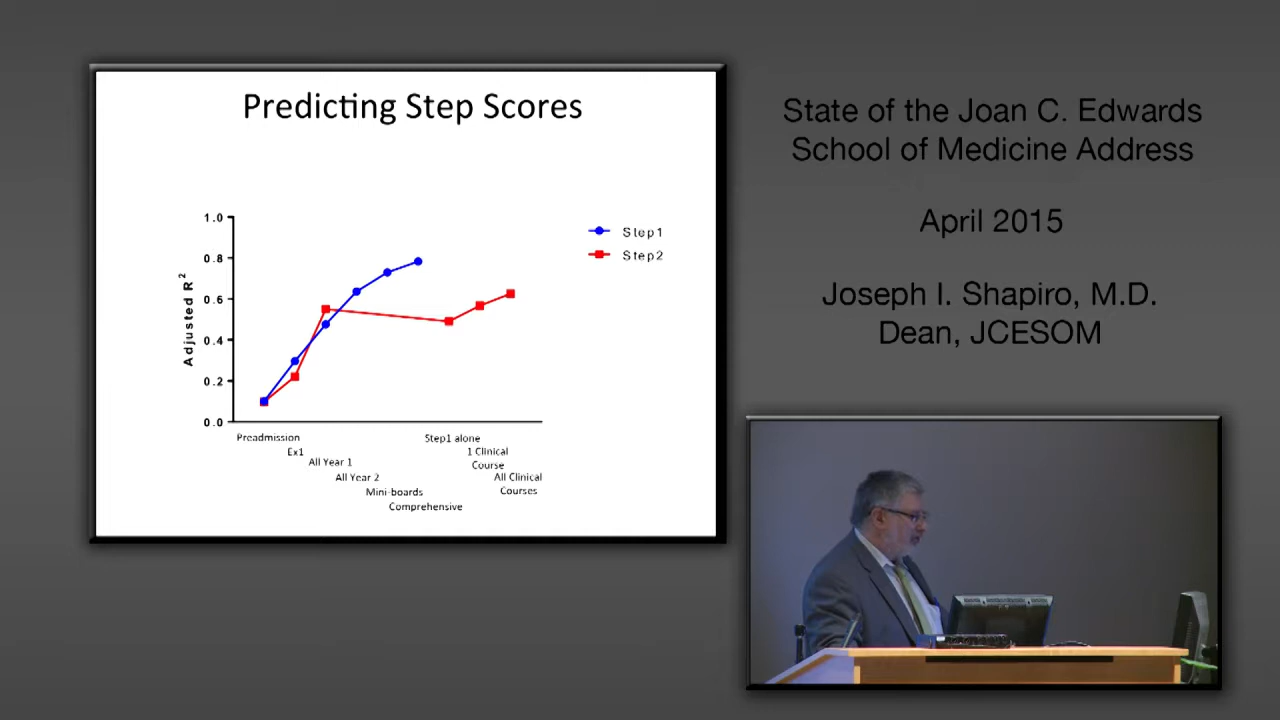 Predicting Step Scores
1.0
0.8
0.6
0.4
0.2
0.0
Adjusted R²
Step1
Step2
Preadmission
Ex1
All Year 1
All Year 2
Mini-boards
Comprehensive
Step1 alone
1 Clinical
Course
All Clinical
Courses
State of the Joan C. Edwards
School of Medicine Address
April 2015
Joseph I. Shapiro, M.D.
Dean, JCESOM